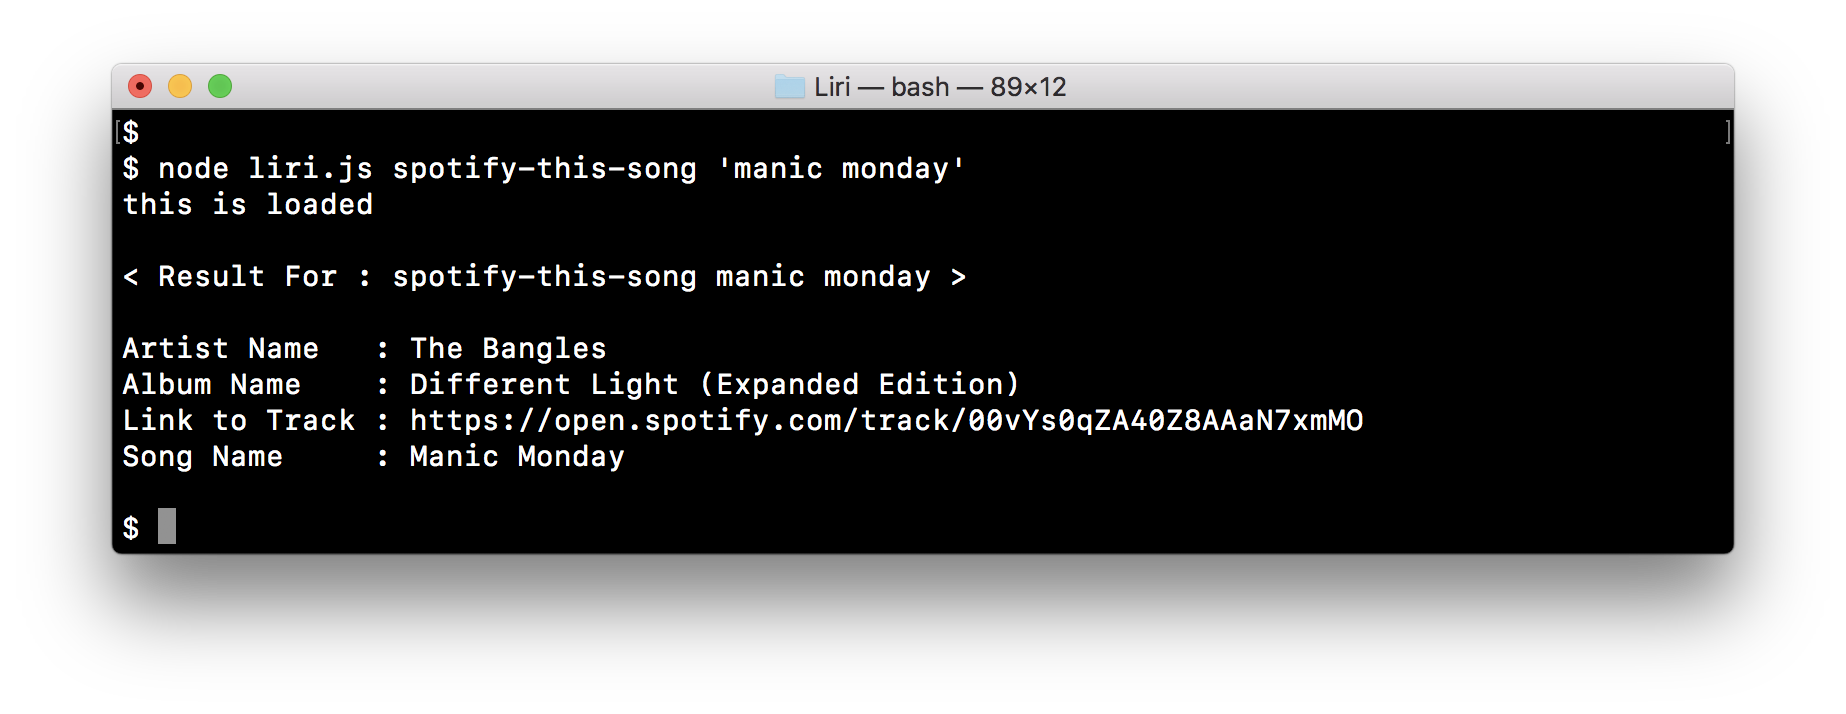 Liri — bash — 89×12
[$ ]
$ node liri.js spotify-this-song 'manic monday'
this is loaded
< Result For : spotify-this-song manic monday >
Artist Name   : The Bangles
Album Name    : Different Light (Expanded Edition)
Link to Track : https://open.spotify.com/track/00vYs0qZA40Z8AAaN7xmMO
Song Name     : Manic Monday
$